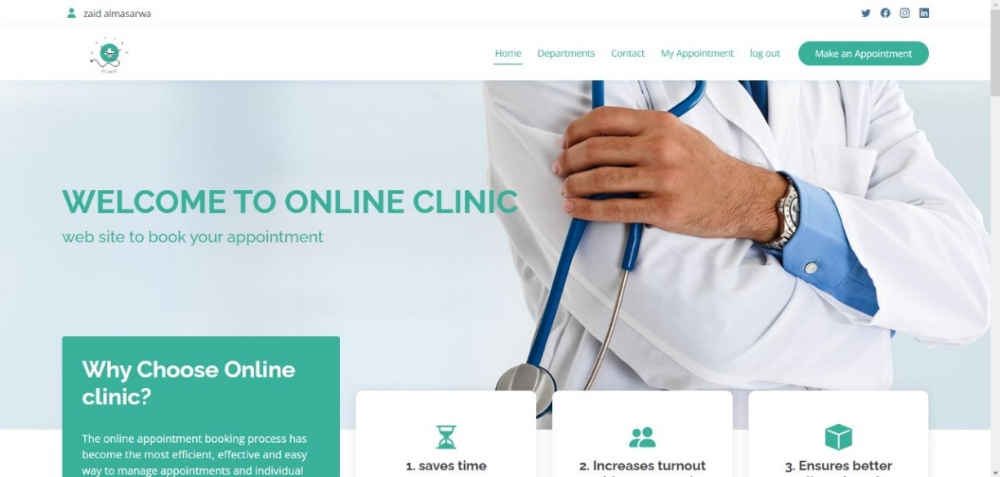 zaid almasarwa
CLINIC
Home
Departments
Contact
My Appointment
log out
Make an Appointment
WELCOME TO ONLINE CLINIC
web site to book your appointment
Why Choose Online
clinic?
The online appointment booking process has
become the most efficient, effective and easy
way to manage appointments and individual
1. saves time
2. Increases turnout
3. Ensures better